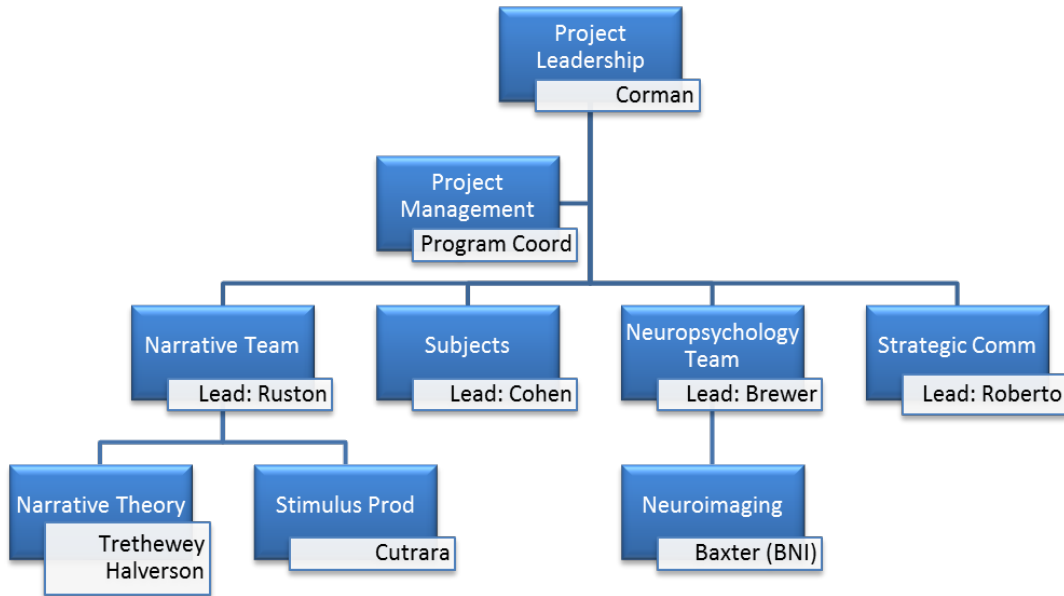 Project
Leadership
Corman
Project
Management
Program Coord
Narrative Team
Lead: Ruston
Subjects
Lead: Cohen
Neuropsychology
Team
Lead: Brewer
Strategic Comm
Lead: Roberto
Narrative Theory
Trethewey
Halverson
Stimulus Prod
Cutrara
Neuroimaging
Baxter (BNI)